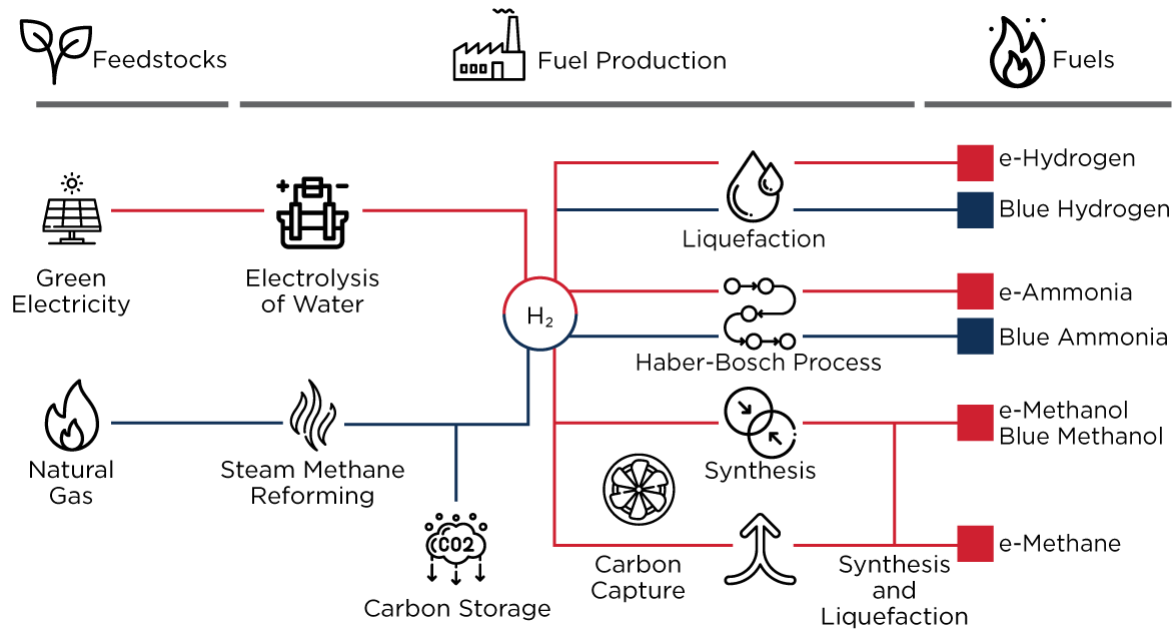 Feedstocks
Fuel Production
Fuels
e-Hydrogen
Blue Hydrogen
+ −
Liquefaction
Green
Electricity
Electrolysis
of Water
H₂
e-Ammonia
Blue Ammonia
Haber-Bosch Process
e-Methanol
Blue Methanol
Natural
Gas
Steam Methane
Reforming
Synthesis
CO2
Carbon Storage
Carbon
Capture
e-Methane
Synthesis
and
Liquefaction